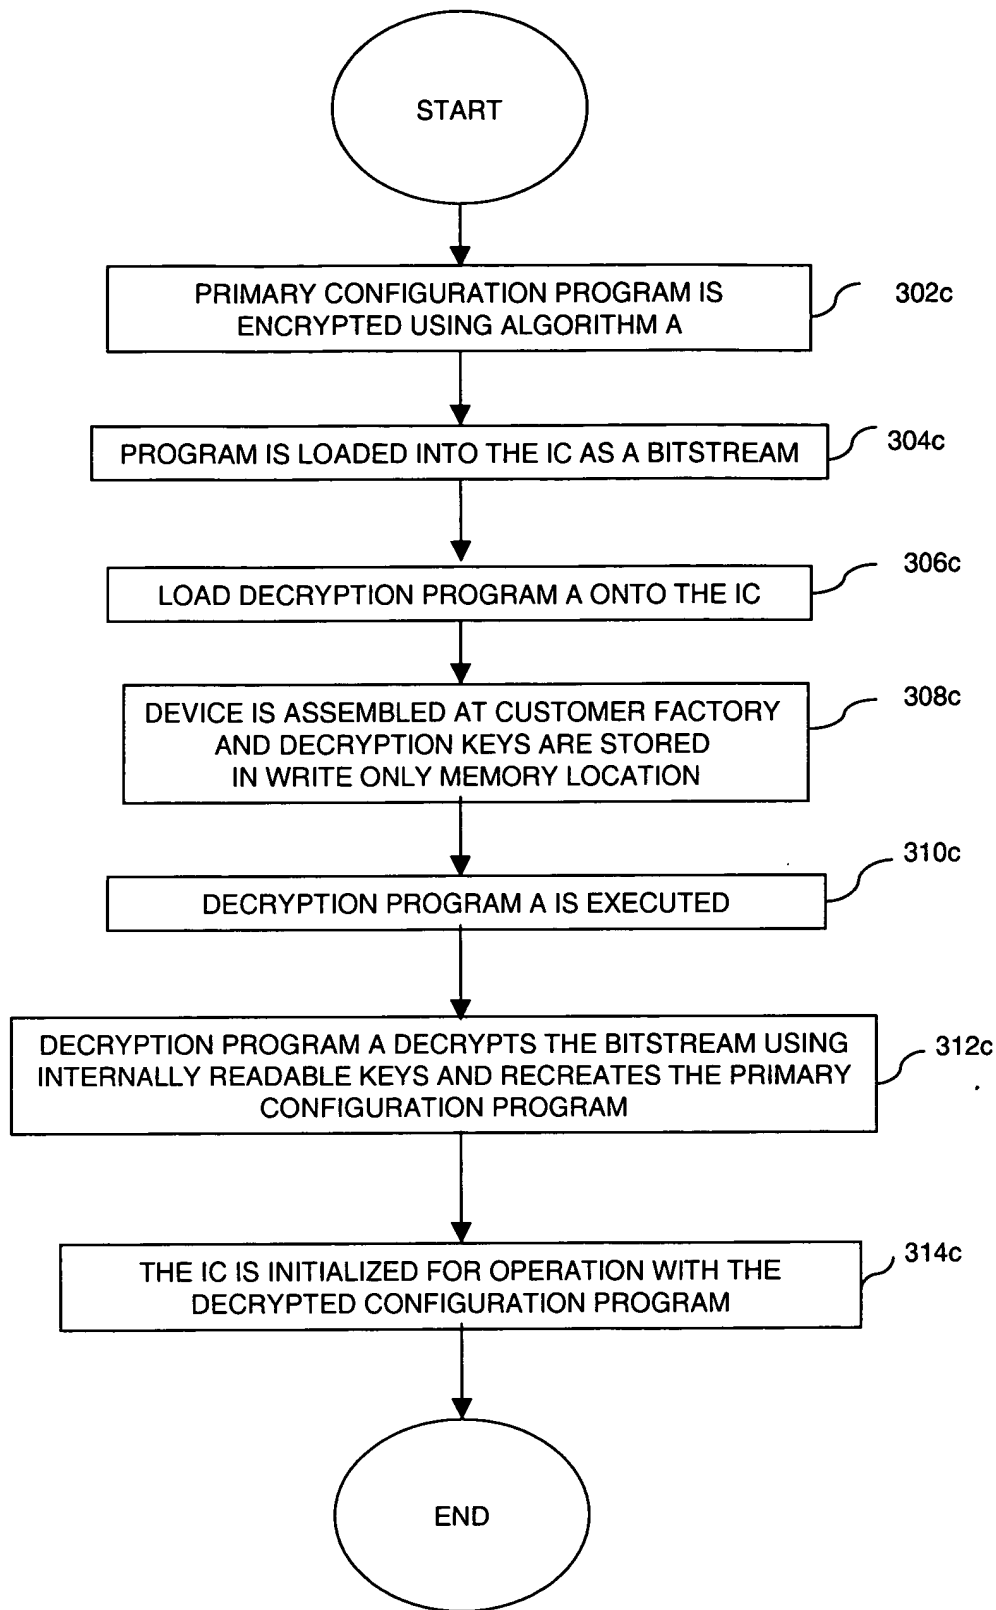 START
PRIMARY CONFIGURATION PROGRAM IS
ENCRYPTED USING ALGORITHM A
302c
PROGRAM IS LOADED INTO THE IC AS A BITSTREAM
304c
LOAD DECRYPTION PROGRAM A ONTO THE IC
306c
DEVICE IS ASSEMBLED AT CUSTOMER FACTORY
AND DECRYPTION KEYS ARE STORED
IN WRITE ONLY MEMORY LOCATION
308c
DECRYPTION PROGRAM A IS EXECUTED
310c
DECRYPTION PROGRAM A DECRYPTS THE BITSTREAM USING
INTERNALLY READABLE KEYS AND RECREATES THE PRIMARY
CONFIGURATION PROGRAM
312c
THE IC IS INITIALIZED FOR OPERATION WITH THE
DECRYPTED CONFIGURATION PROGRAM
314c
END